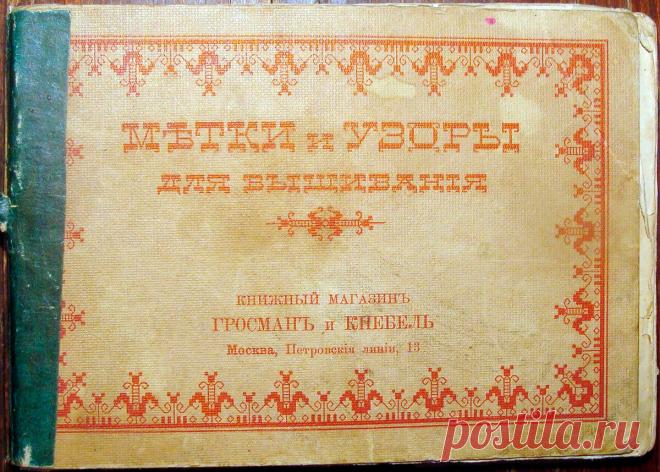 МѢТКИ и УЗОРЫ
ДЛЯ ВЫШИВАНІЯ
КНИЖНЫЙ МАГАЗИНЪ
ГРОСМАНЪ и КНЕБЕЛЬ
Москва, Петровскія линіи, 13
postila.ru